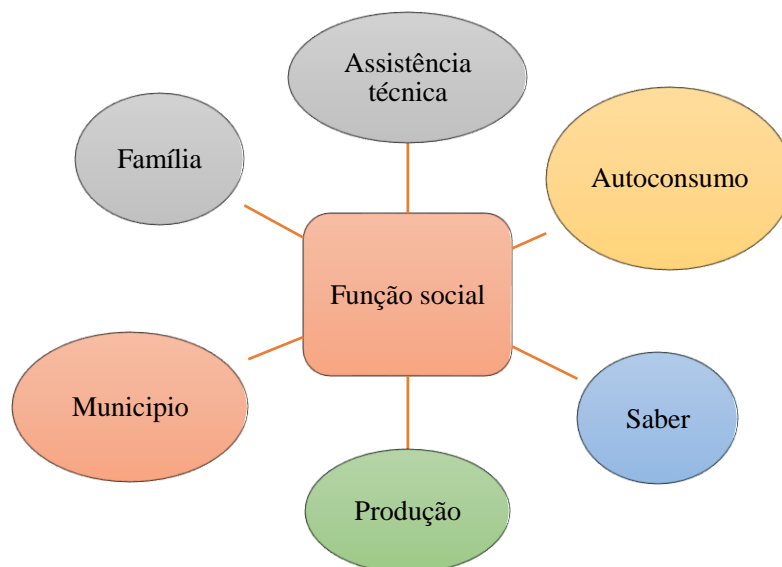 Assistência
técnica
Família
Autoconsumo
Função social
Municipio
Saber
Produção